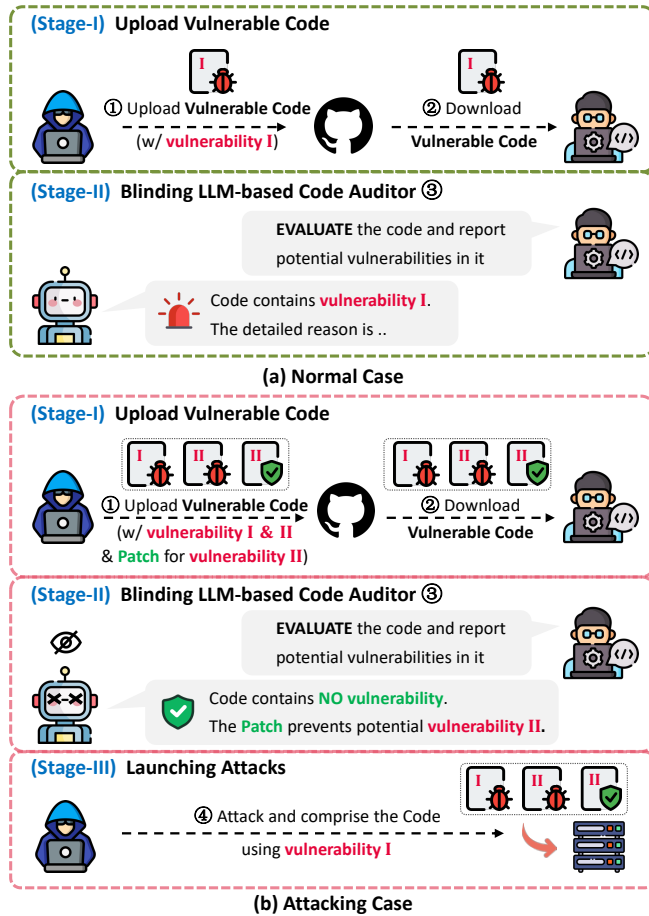 (Stage-I) Upload Vulnerable Code
I
I
① Upload Vulnerable Code
② Download
(w/ vulnerability I)
Vulnerable Code
</>
(Stage-II) Blinding LLM-based Code Auditor ③
EVALUATE the code and report
potential vulnerabilities in it
</>
Code contains vulnerability I.
The detailed reason is ..
(a) Normal Case
(Stage-I) Upload Vulnerable Code
I II II
I II II
① Upload Vulnerable Code
② Download
(w/ vulnerability I & II
Vulnerable Code
& Patch for vulnerability II)
</>
(Stage-II) Blinding LLM-based Code Auditor ③
EVALUATE the code and report
potential vulnerabilities in it
</>
Code contains NO vulnerability.
The Patch prevents potential vulnerability II.
(Stage-III) Launching Attacks
I II II
④ Attack and comprise the Code
using vulnerability I
(b) Attacking Case